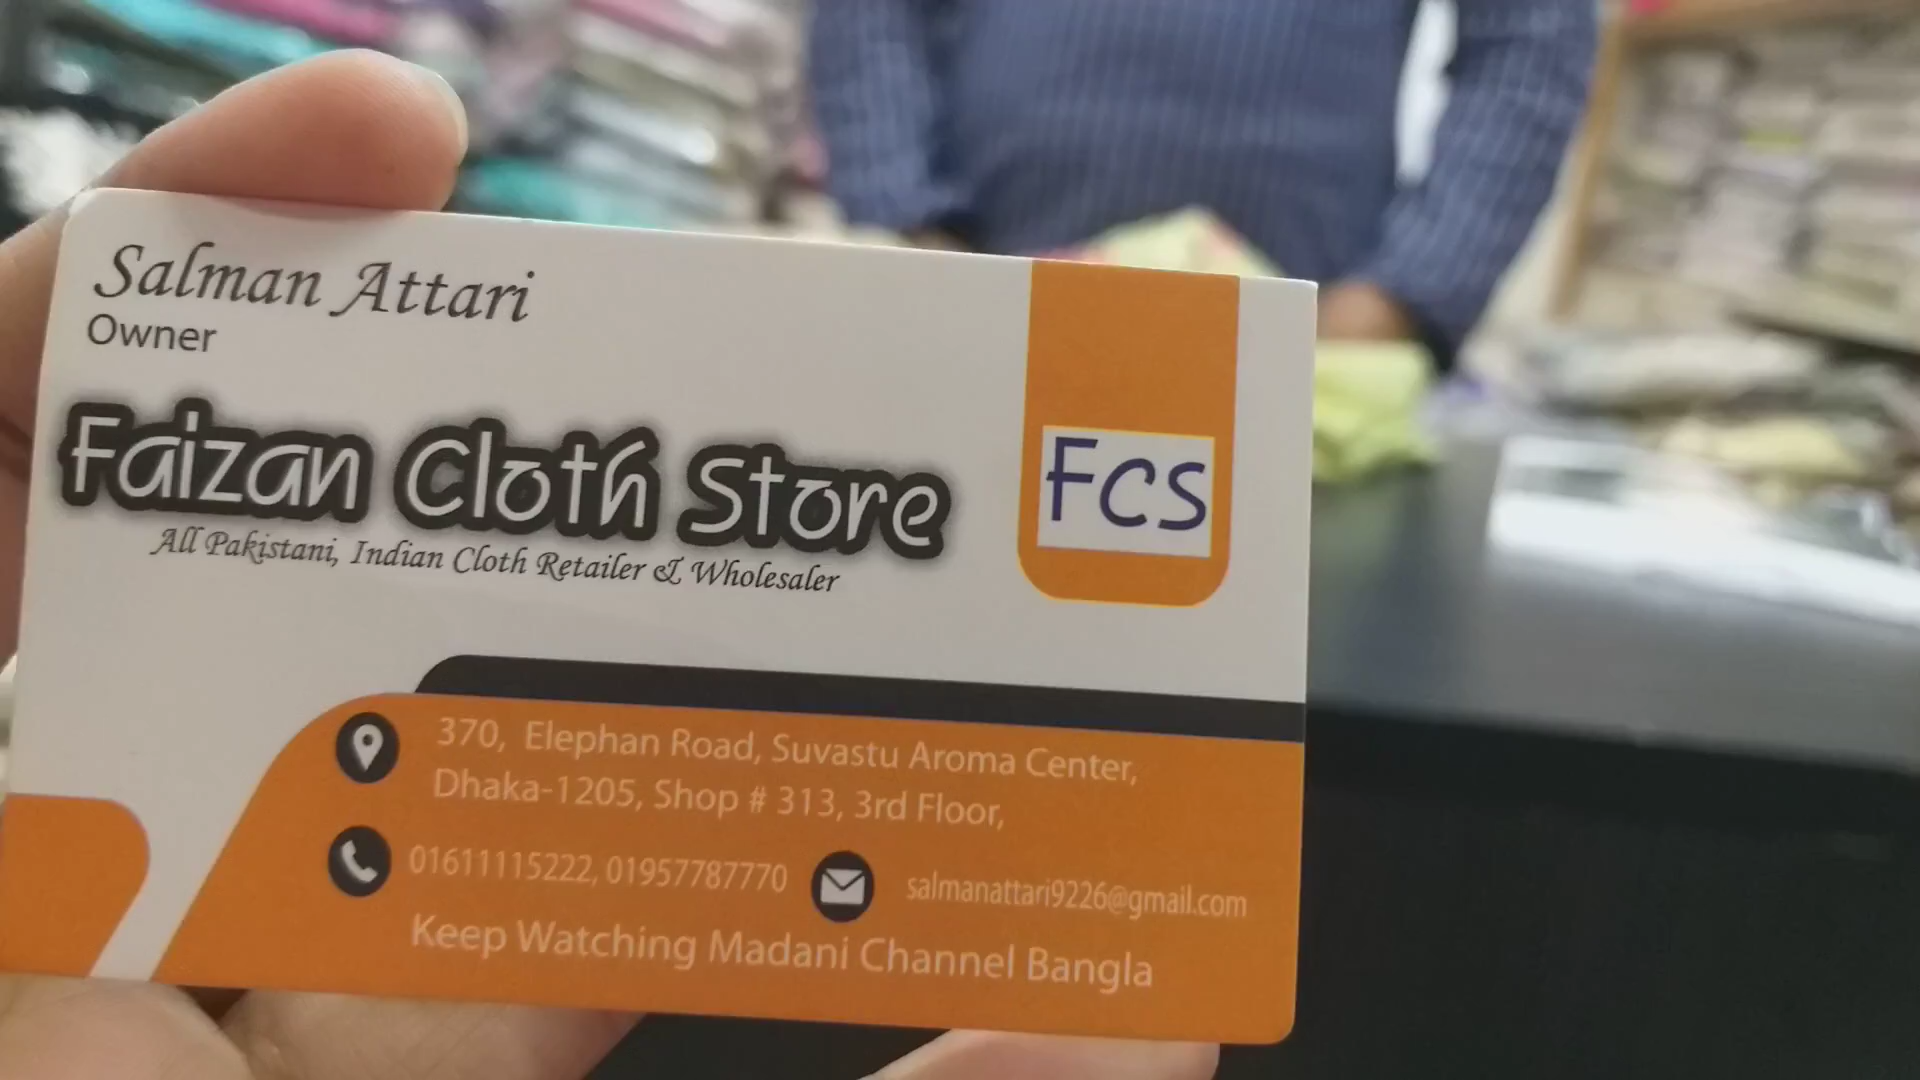 Salman Attari
Owner
Faizan Cloth Store
All Pakistani, Indian Cloth Retailer & Wholesaler
FCS
370, Elephan Road, Suvastu Aroma Center,
Dhaka-1205, Shop # 313, 3rd Floor,
01611115222, 01957787770
salmanattari9226@gmail.com
Keep Watching Madani Channel Bangla